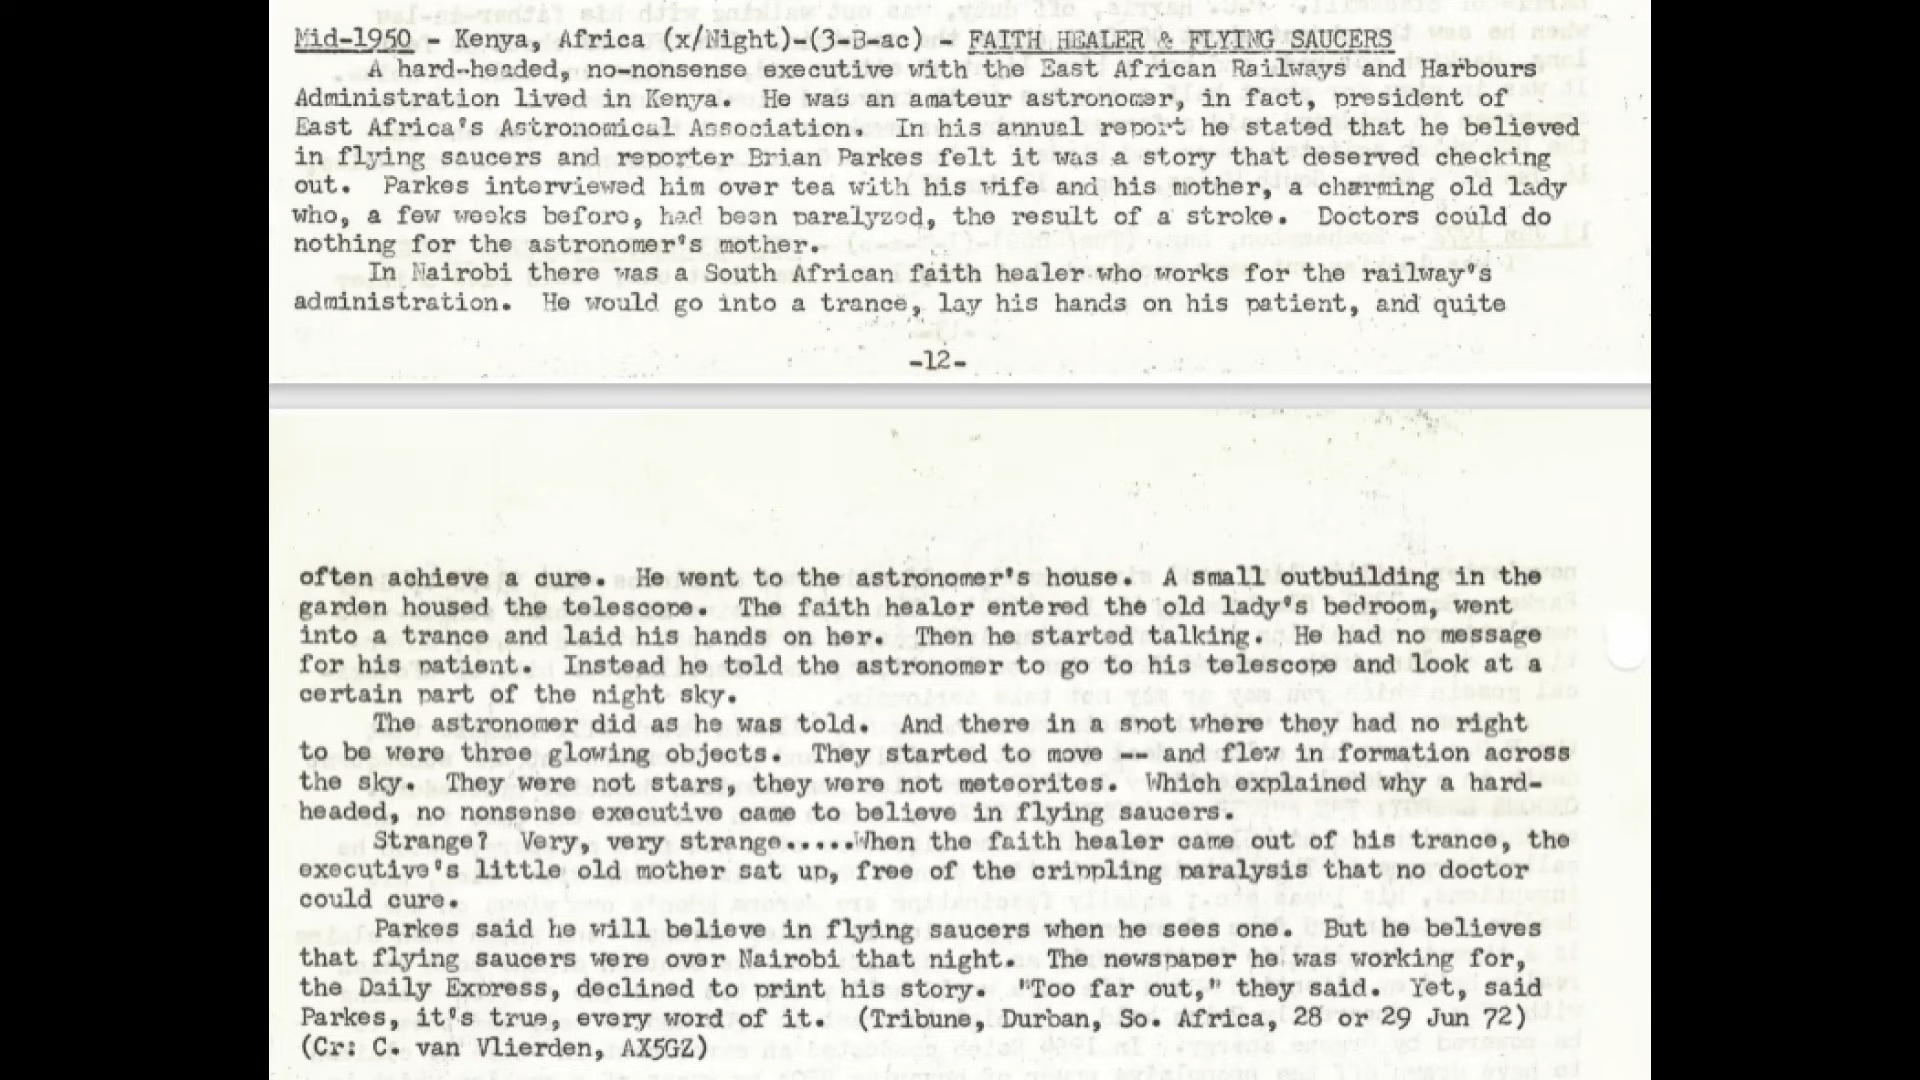 Mid-1950 - Kenya, Africa (x/Night)-(3-B-ac) - FAITH HEALER & FLYING SAUCERS
A hard-headed, no-nonsense executive with the East African Railways and Harbours
Administration lived in Kenya. He was an amateur astronomer, in fact, president of
East Africa's Astronomical Association. In his annual report he stated that he believed
in flying saucers and reporter Brian Parkes felt it was a story that deserved checking
out. Parkes interviewed him over tea with his wife and his mother, a charming old lady
who, a few weeks before, had been paralyzed, the result of a stroke. Doctors could do
nothing for the astronomer's mother.
In Nairobi there was a South African faith healer who works for the railway's
administration. He would go into a trance, lay his hands on his patient, and quite
-12-
often achieve a cure. He went to the astronomer's house. A small outbuilding in the
garden housed the telescope. The faith healer entered the old lady's bedroom, went
into a trance and laid his hands on her. Then he started talking. He had no message
for his patient. Instead he told the astronomer to go to his telescope and look at a
certain part of the night sky.
The astronomer did as he was told. And there in a spot where they had no right
to be were three glowing objects. They started to move -- and flew in formation across
the sky. They were not stars, they were not meteorites. Which explained why a hard-
headed, no nonsense executive came to believe in flying saucers.
Strange? Very, very strange.....When the faith healer came out of his trance, the
executive's little old mother sat up, free of the crippling paralysis that no doctor
could cure.
Parkes said he will believe in flying saucers when he sees one. But he believes
that flying saucers were over Nairobi that night. The newspaper he was working for,
the Daily Express, declined to print his story. "Too far out," they said. Yet, said
Parkes, it's true, every word of it. (Tribune, Durban, So. Africa, 28 or 29 Jun 72)
(Cr: C. van Vlierden, AX5GZ)